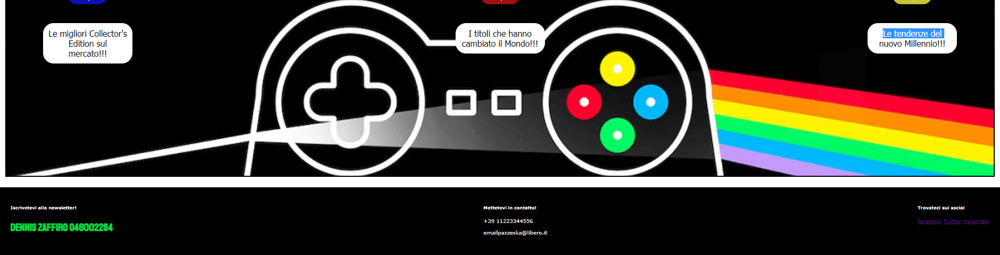 Le migliori Collector's
Edition sul
mercato!!!
I titoli che hanno
cambiato il Mondo!!!
Le tendenze del
nuovo Millennio!!!
Iscrivetevi alla newsletter!
DENNIS ZAFFIRO 046002284
Mettetevi in contatto!
+39 11223344556
emailpazzeska@libero.it
Trovateci sui social
facebook Twitter Instagram